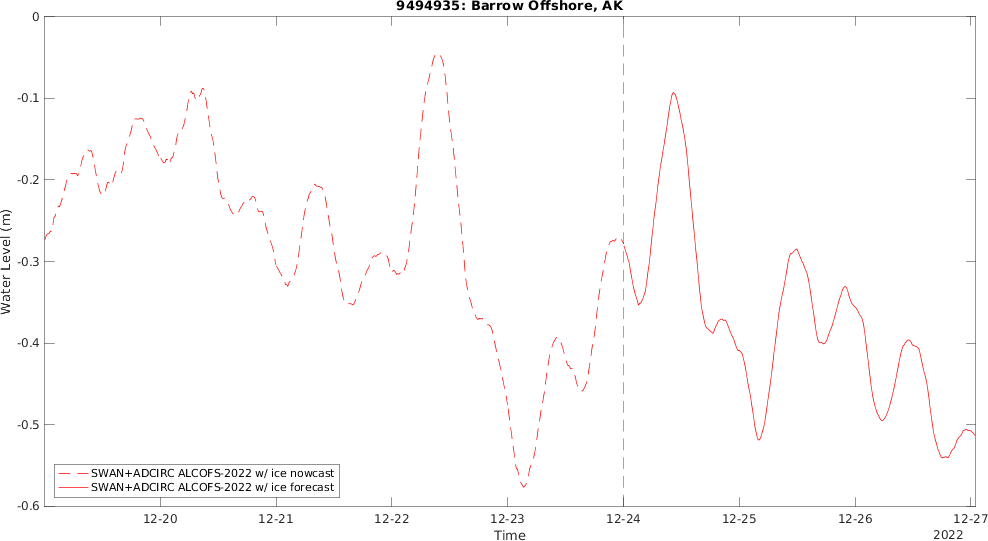 9494935: Barrow Offshore, AK
0
-0.1
-0.2
-0.3
-0.4
-0.5
-0.6
Water Level (m)
SWAN+ADCIRC ALCOFS-2022 w/ ice nowcast
SWAN+ADCIRC ALCOFS-2022 w/ ice forecast
12-20 12-21 12-22 12-23 12-24 12-25 12-26 12-27
Time
2022